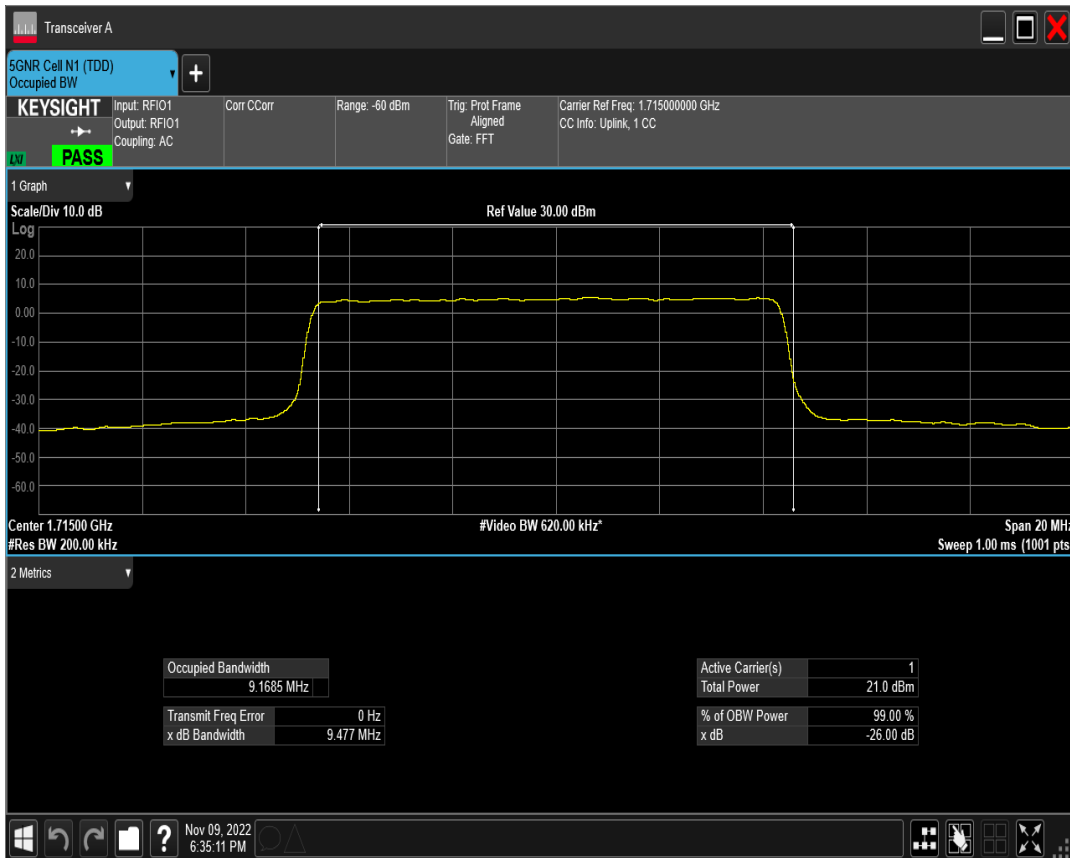 Transceiver A
5GNR Cell N1 (TDD)
Occupied BW
+
KEYSIGHT
LXI
PASS
Input: RFIO1
Output: RFIO1
Coupling: AC
Corr CCorr
Range: -60 dBm
Trig: Prot Frame
Aligned
Gate: FFT
Carrier Ref Freq: 1.715000000 GHz
CC Info: Uplink, 1 CC
1 Graph
Scale/Div 10.0 dB
Ref Value 30.00 dBm
Log
20.0
10.0
0.00
-10.0
-20.0
-30.0
-40.0
-50.0
-60.0
Center 1.71500 GHz
#Video BW 620.00 kHz*
Span 20 MHz
#Res BW 200.00 kHz
Sweep 1.00 ms (1001 pts
2 Metrics
Occupied Bandwidth
9.1685 MHz
Transmit Freq Error 0 Hz
x dB Bandwidth 9.477 MHz
Active Carrier(s) 1
Total Power 21.0 dBm
% of OBW Power 99.00 %
x dB -26.00 dB
?
Nov 09, 2022
6:35:11 PM